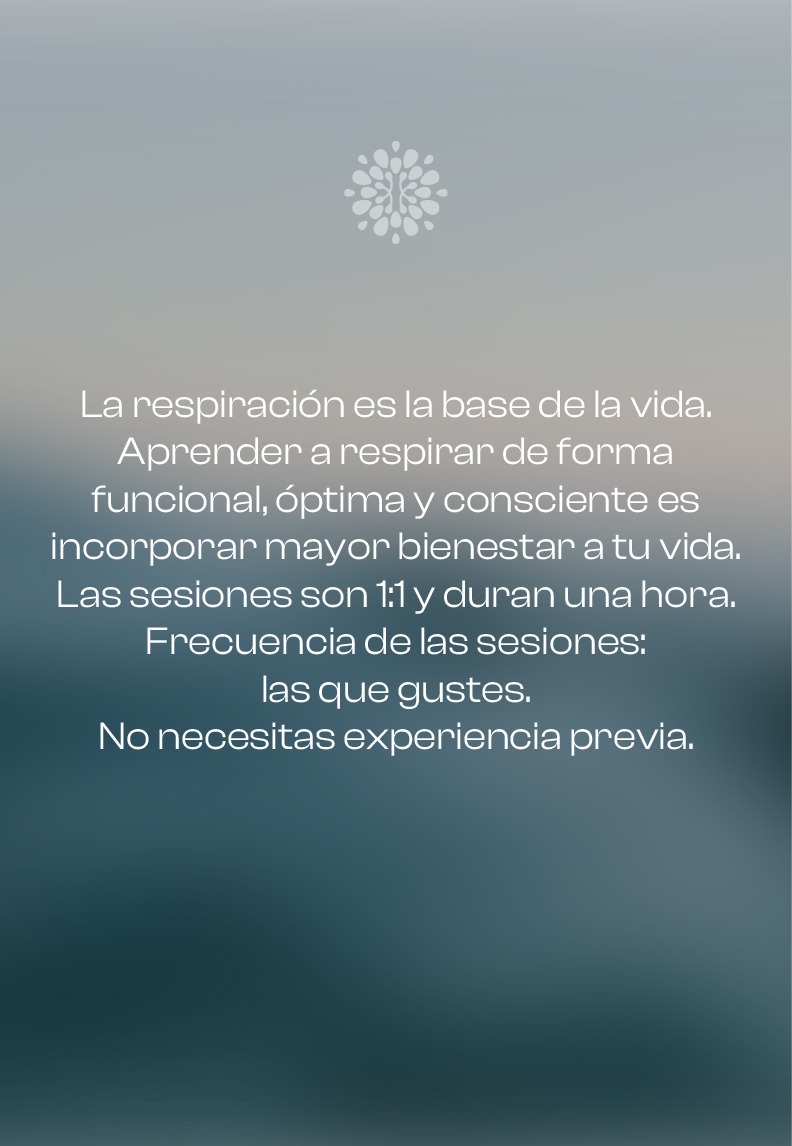 La respiración es la base de la vida.
Aprender a respirar de forma
funcional, óptima y consciente es
incorporar mayor bienestar a tu vida.
Las sesiones son 1:1 y duran una hora.
Frecuencia de las sesiones:
las que gustes.
No necesitas experiencia previa.